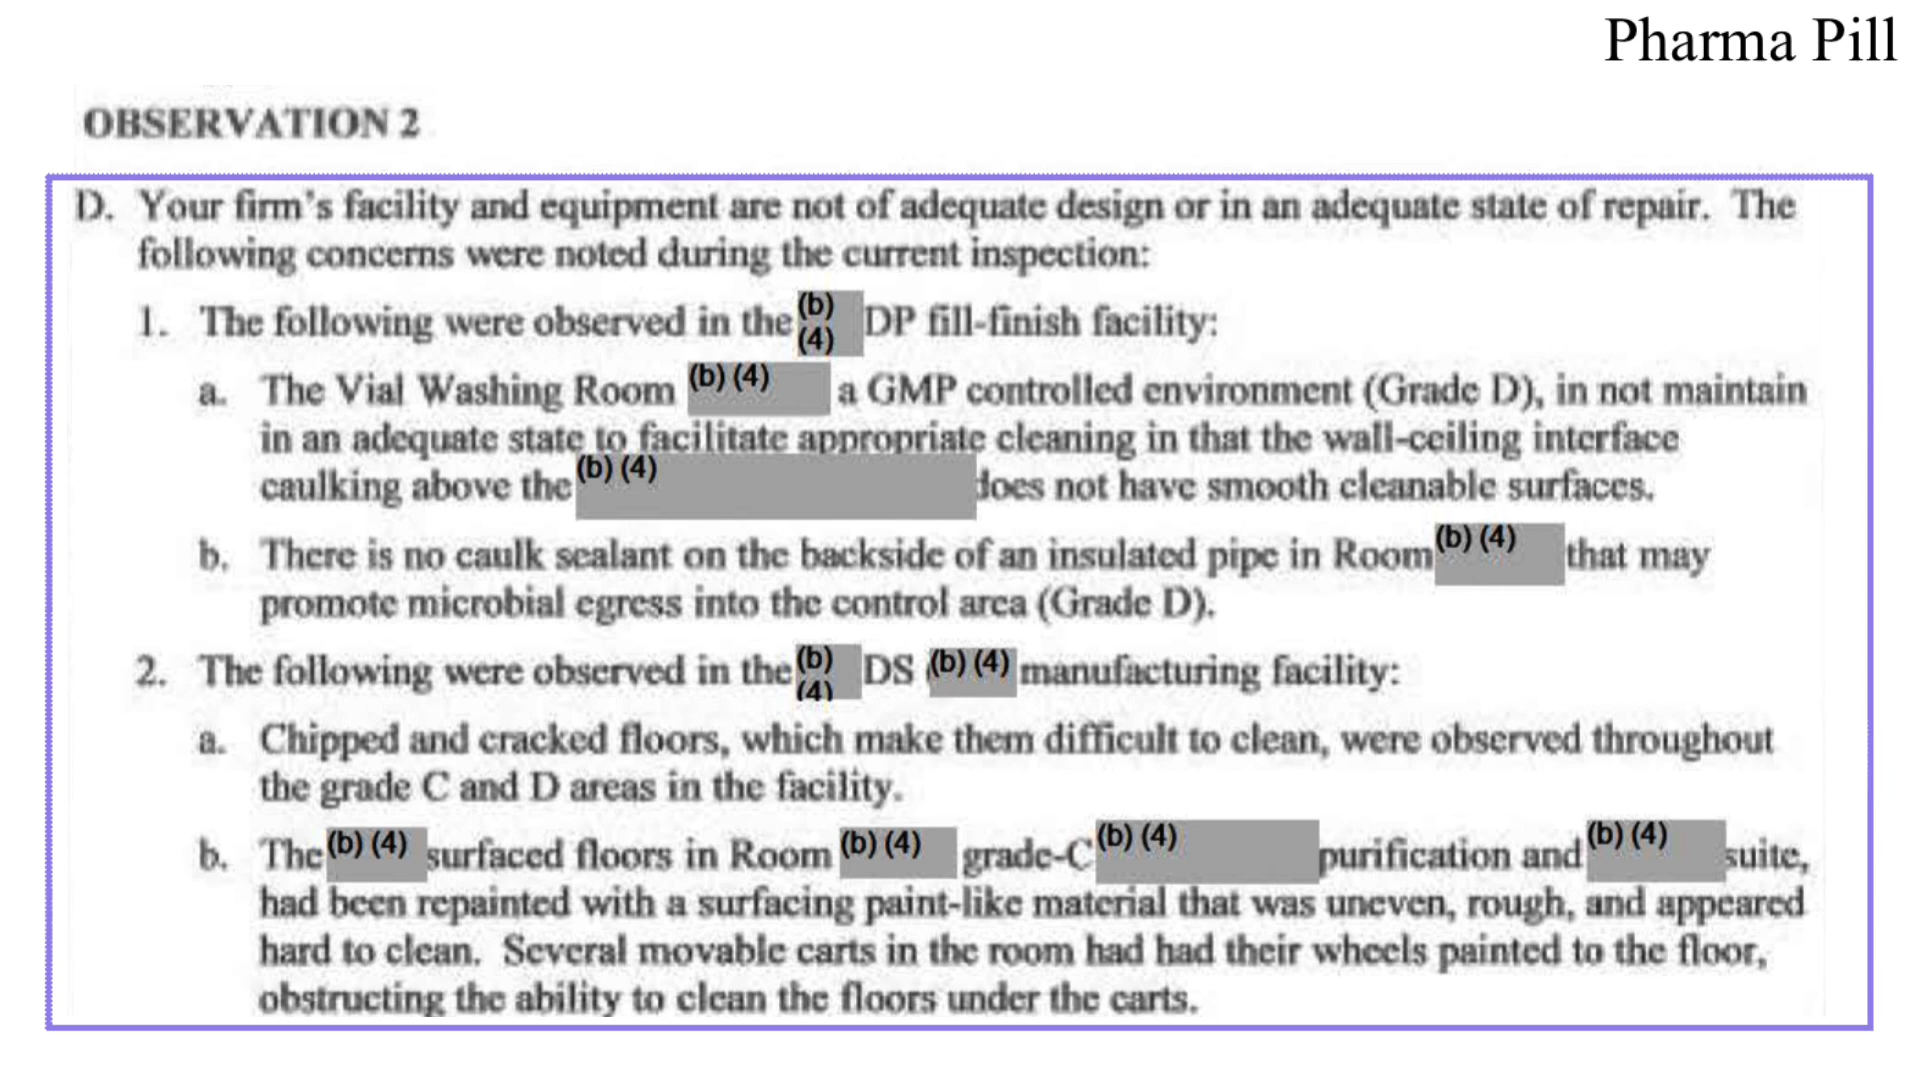 Pharma Pill
OBSERVATION 2
D. Your firm's facility and equipment are not of adequate design or in an adequate state of repair. The
following concerns were noted during the current inspection:
1. The following were observed in the (b) (4) DP fill-finish facility:
a. The Vial Washing Room (b) (4) a GMP controlled environment (Grade D), in not maintain
in an adequate state to facilitate appropriate cleaning in that the wall-ceiling interface
caulking above the (b) (4) does not have smooth cleanable surfaces.
b. There is no caulk sealant on the backside of an insulated pipe in Room (b) (4) that may
promote microbial egress into the control area (Grade D).
2. The following were observed in the (b) (4) DS (b) (4) manufacturing facility:
a. Chipped and cracked floors, which make them difficult to clean, were observed throughout
the grade C and D areas in the facility.
b. The (b) (4) surfaced floors in Room (b) (4) grade-C (b) (4) purification and (b) (4) suite,
had been repainted with a surfacing paint-like material that was uneven, rough, and appeared
hard to clean. Several movable carts in the room had had their wheels painted to the floor,
obstructing the ability to clean the floors under the carts.